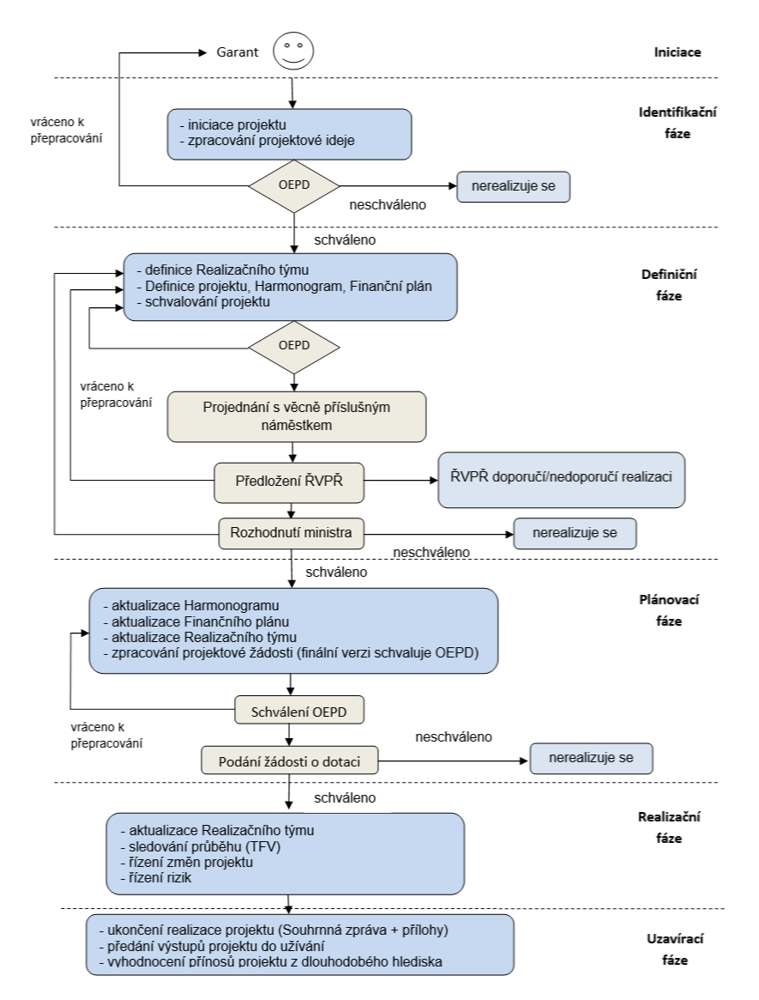 Garant
Iniciace
vráceno k
přepracování
Identifikační
fáze
- iniciace projektu
- zpracování projektové ideje
OEPD
nerealizuje se
neschváleno
schváleno
Definiční
fáze
- definice Realizačního týmu
- Definice projektu, Harmonogram, Finanční plán
- schvalování projektu
OEPD
vráceno k
přepracování
Projednání s věcně příslušným
náměstkem
Předložení ŘVPŘ
ŘVPŘ doporučí/nedoporučí realizaci
Rozhodnutí ministra
nerealizuje se
neschváleno
schváleno
Plánovací
fáze
- aktualizace Harmonogramu
- aktualizace Finančního plánu
- aktualizace Realizačního týmu
- zpracování projektové žádosti (finální verzi schvaluje OEPD)
Schválení OEPD
vráceno k
přepracování
neschváleno
Podání žádosti o dotaci
nerealizuje se
schváleno
Realizační
fáze
- aktualizace Realizačního týmu
- sledování průběhu (TFV)
- řízení změn projektu
- řízení rizik
Uzavírací
fáze
- ukončení realizace projektu (Souhrnná zpráva + přílohy)
- předání výstupů projektu do užívání
- vyhodnocení přínosů projektu z dlouhodobého hlediska